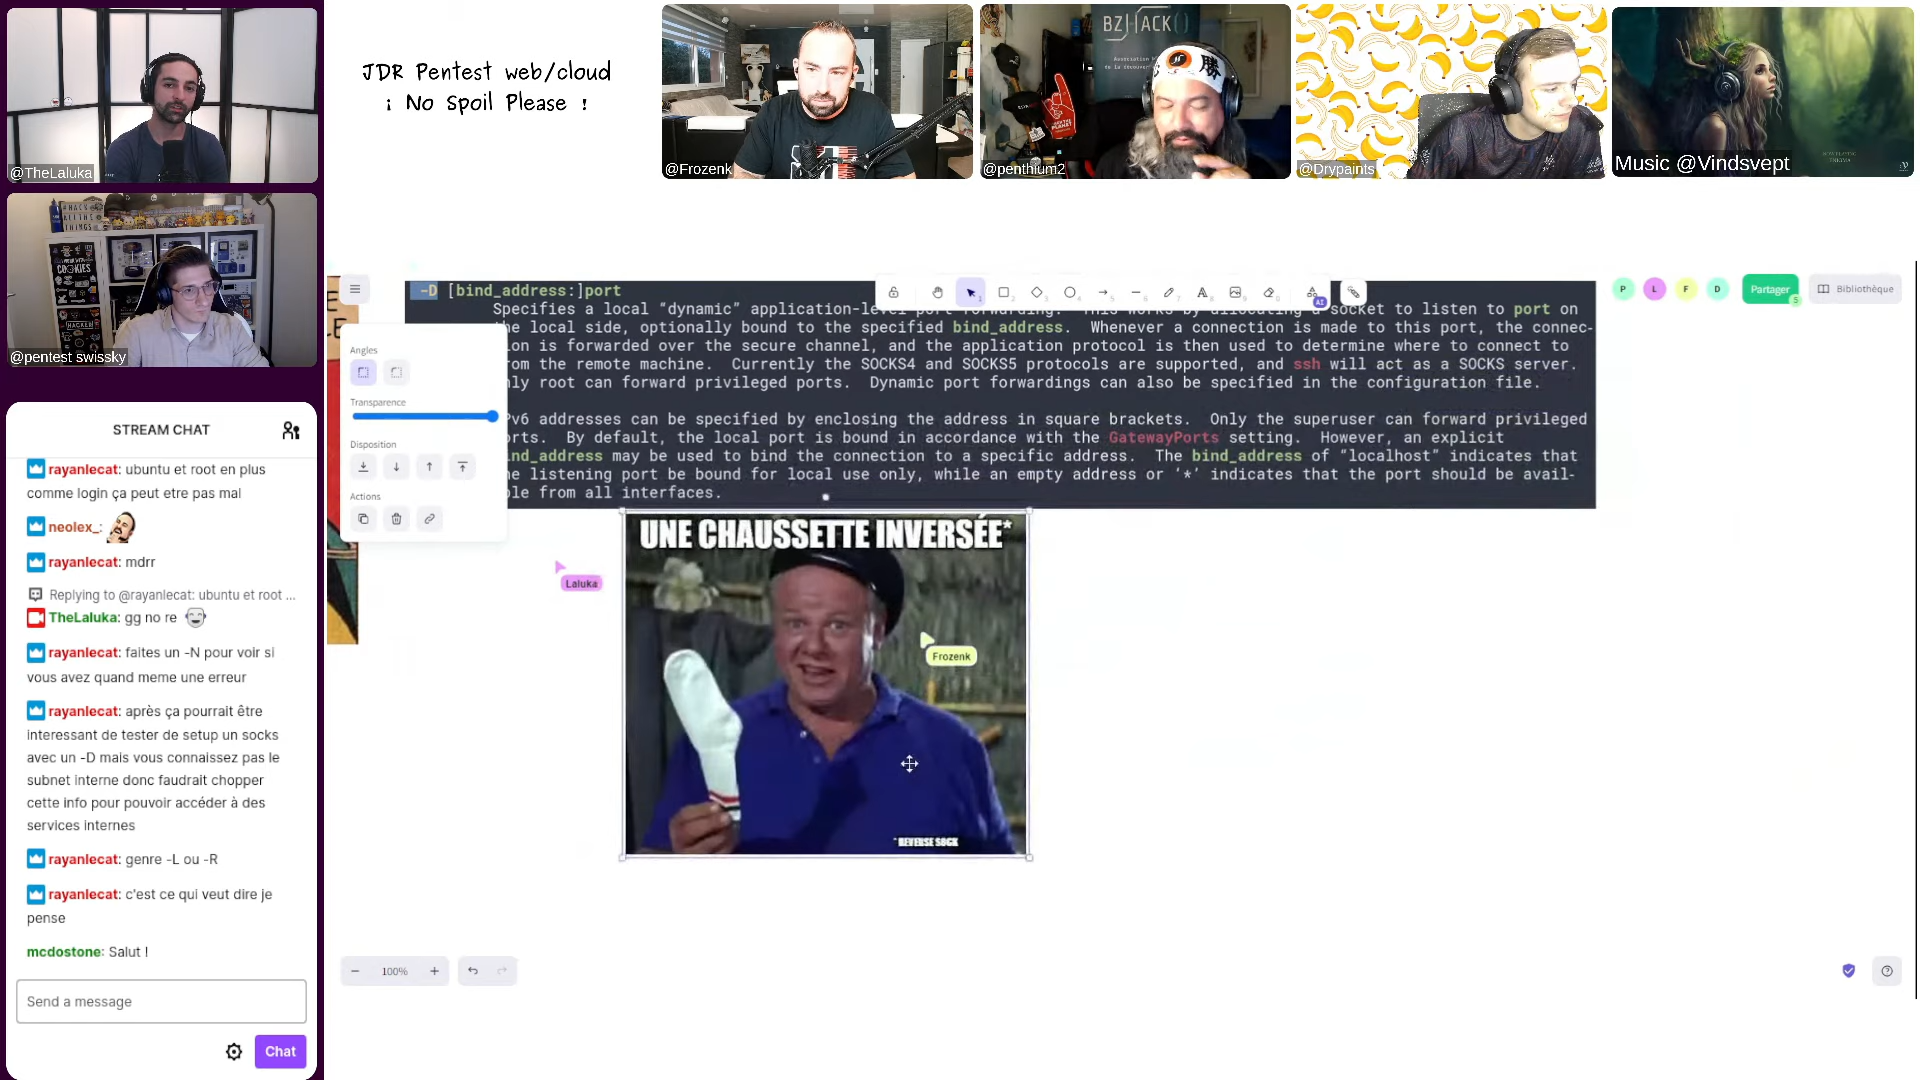 @TheLaluka
JDR Pentest web/cloud
¡ No Spoil Please !
@Frozenk
BZHACK()
@penthium2
@Drypaints
Music @Vindsvept
@pentest swissky
HACK
ALL THE
THINGS
COOKIES
STREAM CHAT
rayanlecat: ubuntu et root en plus
comme login ça peut etre pas mal
neolex_:
rayanlecat: mdrr
Replying to @rayanlecat: ubuntu et root ...
TheLaluka: gg no re
rayanlecat: faites un -N pour voir si
vous avez quand meme une erreur
rayanlecat: après ça pourrait être
interessant de tester de setup un socks
avec un -D mais vous connaissez pas le
subnet interne donc faudrait chopper
cette info pour pouvoir accéder à des
services internes
rayanlecat: genre -L ou -R
rayanlecat: c'est ce qui veut dire je
pense
mcdostone: Salut !
Send a message
Chat
-D [bind_address:]port
Specifies a local “dynamic” application-level port forwarding. This works by allocating a socket to listen to port on
the local side, optionally bound to the specified bind_address. Whenever a connection is made to this port, the connec-
ion is forwarded over the secure channel, and the application protocol is then used to determine where to connect to
rom the remote machine. Currently the SOCKS4 and SOCKS5 protocols are supported, and ssh will act as a SOCKS server.
nly root can forward privileged ports. Dynamic port forwardings can also be specified in the configuration file.
Pv6 addresses can be specified by enclosing the address in square brackets. Only the superuser can forward privileged
orts. By default, the local port is bound in accordance with the GatewayPorts setting. However, an explicit
ind_address may be used to bind the connection to a specific address. The bind_address of “localhost” indicates that
he listening port be bound for local use only, while an empty address or ‘*’ indicates that the port should be avail-
ble from all interfaces.
P L F D
Partager
5
Bibliothèque
Angles
Transparence
Disposition
Actions
AI
UNE CHAUSSETTE INVERSÉE*
Laluka
Frozenk
* REVERSE SOCK
100%